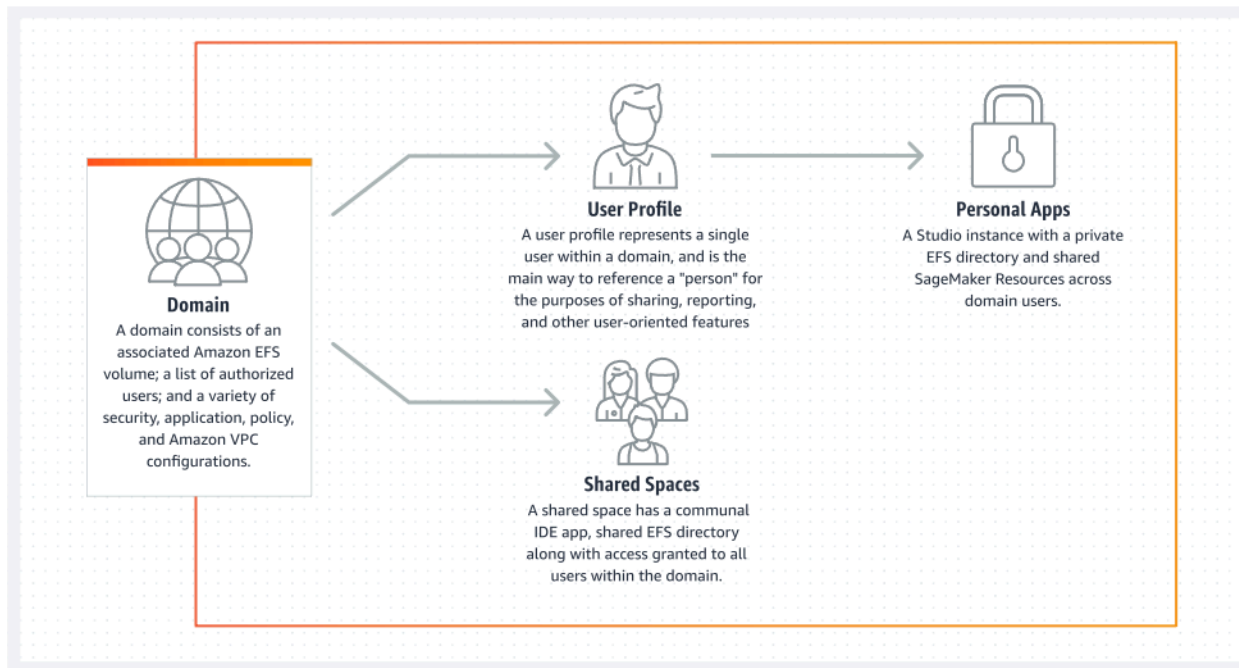 Domain
A domain consists of an
associated Amazon EFS
volume; a list of authorized
users; and a variety of
security, application, policy,
and Amazon VPC
configurations.
User Profile
A user profile represents a single
user within a domain, and is the
main way to reference a "person" for
the purposes of sharing, reporting,
and other user-oriented features
Personal Apps
A Studio instance with a private
EFS directory and shared
SageMaker Resources across
domain users.
Shared Spaces
A shared space has a communal
IDE app, shared EFS directory
along with access granted to all
users within the domain.